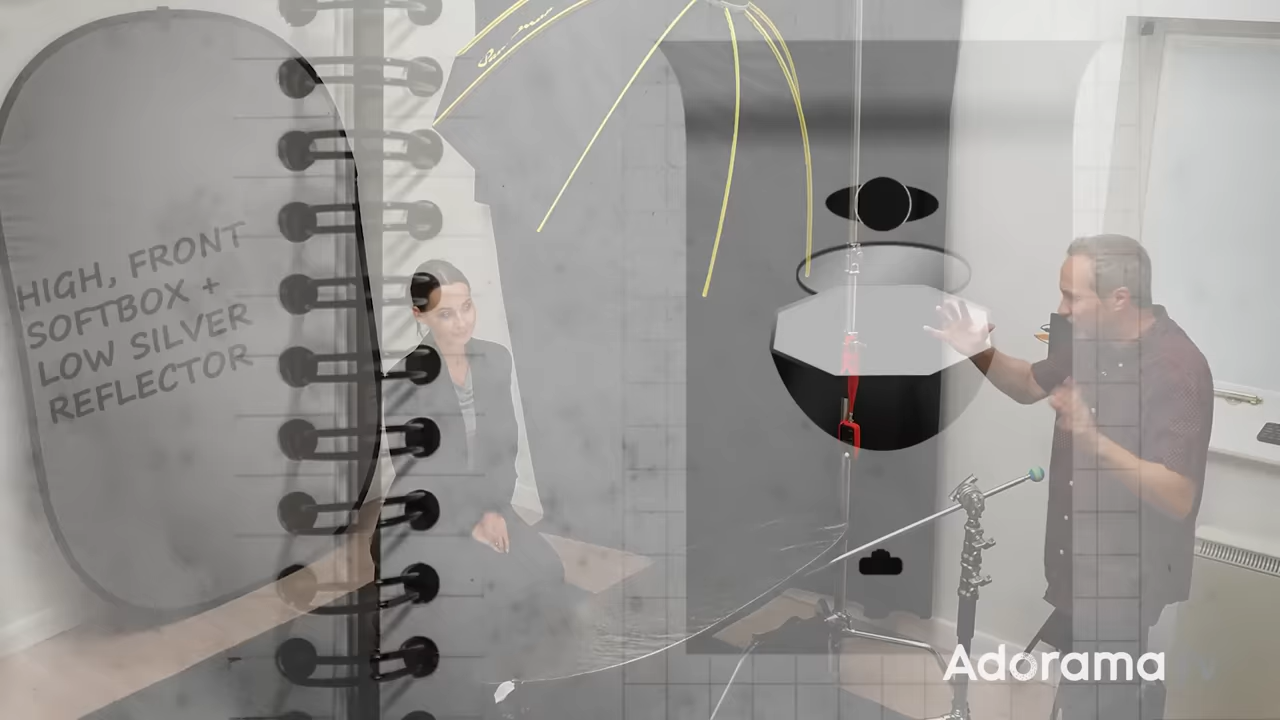 HIGH, FRONT
SOFTBOX +
LOW SILVER
REFLECTOR
Adorama